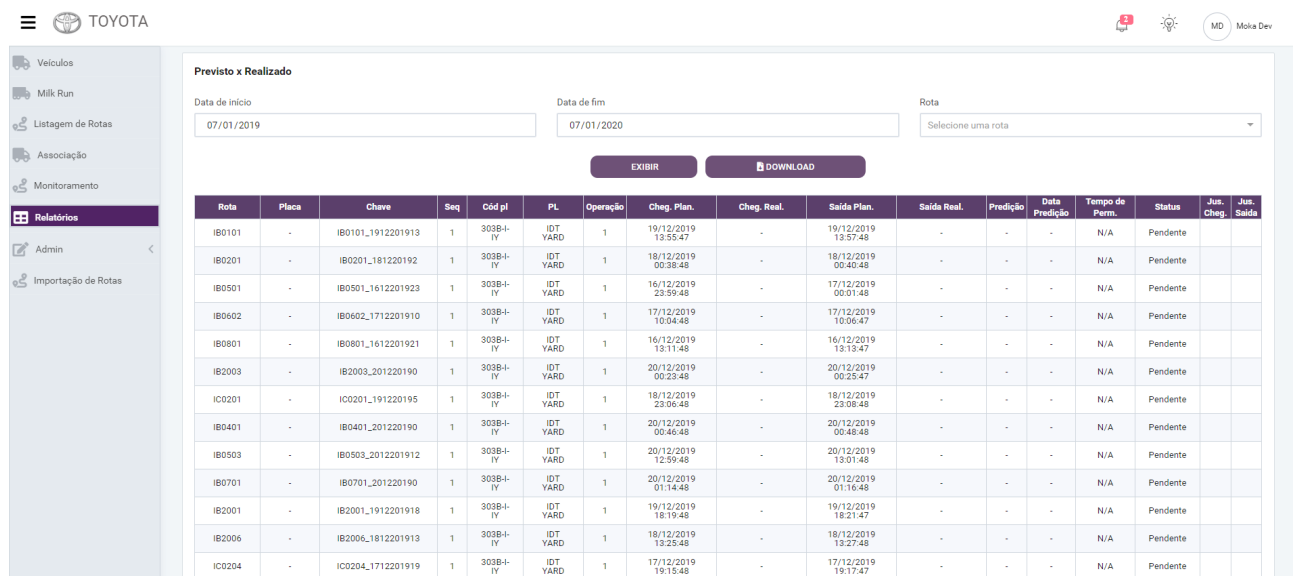 TOYOTA
2
MD Moka Dev
Veículos
Milk Run
Listagem de Rotas
Associação
Monitoramento
Relatórios
Admin
Importação de Rotas
Previsto x Realizado
Data de início Data de fim Rota
07/01/2019 07/01/2020 Selecione uma rota
EXIBIR DOWNLOAD
Rota Placa Chave Seq Cód pl PL Operação Cheg. Plan. Cheg. Real. Saída Plan. Saída Real. Predição Data Predição Tempo de Perm. Status Jus. Cheg. Jus. Saída
IB0101 - IB0101_1912201913 1 303B-I-IY IDT YARD 1 19/12/2019 13:55:47 - 19/12/2019 13:57:48 - - - N/A Pendente
IB0201 - IB0201_181220192 1 303B-I-IY IDT YARD 1 18/12/2019 00:38:48 - 18/12/2019 00:40:48 - - - N/A Pendente
IB0501 - IB0501_1612201923 1 303B-I-IY IDT YARD 1 16/12/2019 23:59:48 - 17/12/2019 00:01:48 - - - N/A Pendente
IB0602 - IB0602_1712201910 1 303B-I-IY IDT YARD 1 17/12/2019 10:04:48 - 17/12/2019 10:06:47 - - - N/A Pendente
IB0801 - IB0801_1612201921 1 303B-I-IY IDT YARD 1 16/12/2019 13:11:48 - 16/12/2019 13:13:47 - - - N/A Pendente
IB2003 - IB2003_201220190 1 303B-I-IY IDT YARD 1 20/12/2019 00:23:48 - 20/12/2019 00:25:47 - - - N/A Pendente
IC0201 - IC0201_191220195 1 303B-I-IY IDT YARD 1 18/12/2019 23:06:48 - 18/12/2019 23:08:48 - - - N/A Pendente
IB0401 - IB0401_201220190 1 303B-I-IY IDT YARD 1 20/12/2019 00:46:48 - 20/12/2019 00:48:48 - - - N/A Pendente
IB0503 - IB0503_2012201912 1 303B-I-IY IDT YARD 1 20/12/2019 12:59:48 - 20/12/2019 13:01:48 - - - N/A Pendente
IB0701 - IB0701_201220190 1 303B-I-IY IDT YARD 1 20/12/2019 01:14:48 - 20/12/2019 01:16:48 - - - N/A Pendente
IB2001 - IB2001_1912201918 1 303B-I-IY IDT YARD 1 19/12/2019 18:19:48 - 19/12/2019 18:21:47 - - - N/A Pendente
IB2006 - IB2006_1812201913 1 303B-I-IY IDT YARD 1 18/12/2019 13:25:48 - 18/12/2019 13:27:48 - - - N/A Pendente
IC0204 - IC0204_1712201919 1 303B-I-IY IDT YARD 1 17/12/2019 19:15:48 - 17/12/2019 19:17:47 - - - N/A Pendente